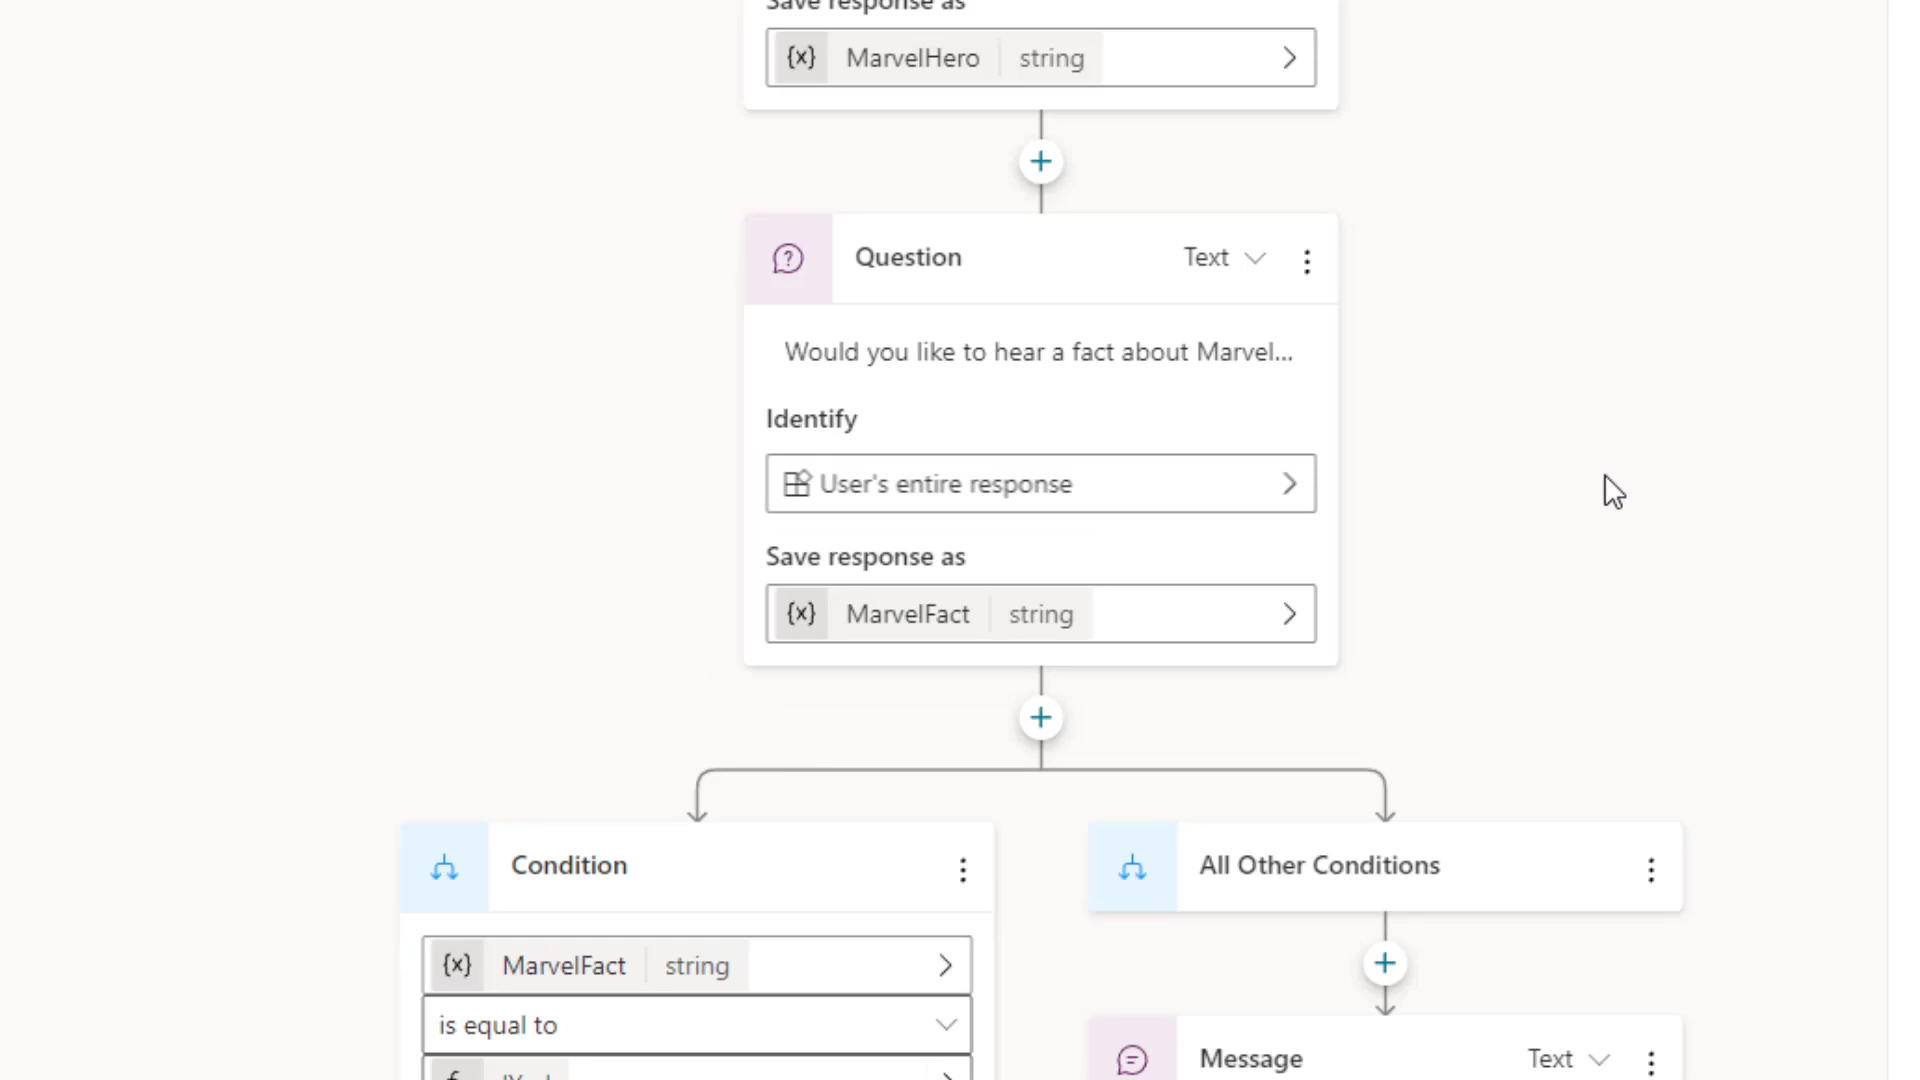 Save response as
{x} MarvelHero string
Question Text
Would you like to hear a fact about Marvel...
Identify
User's entire response
Save response as
{x} MarvelFact string
Condition
All Other Conditions
{x} MarvelFact string
is equal to
Message Text